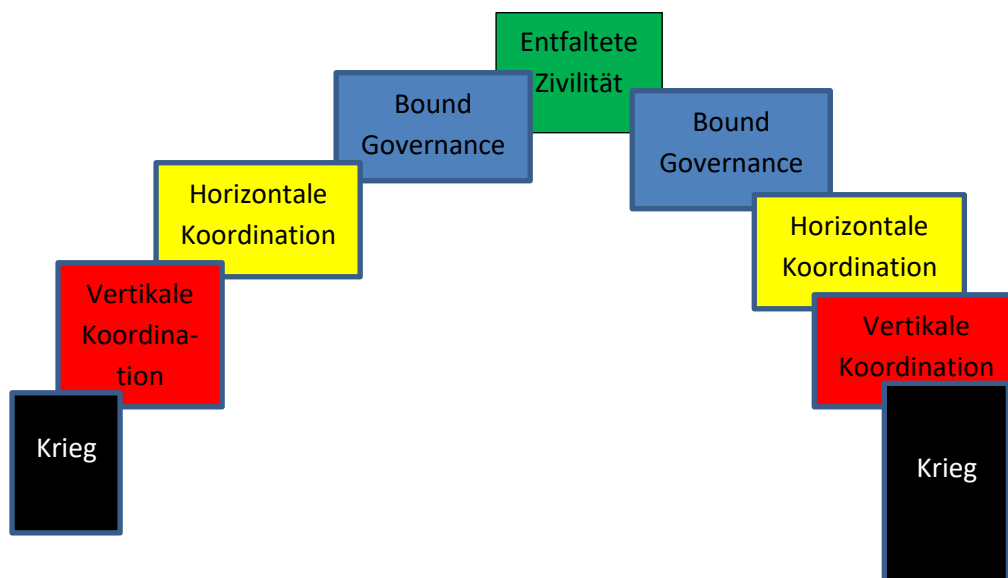 Entfaltete
Zivilität
Bound
Governance
Bound
Governance
Horizontale
Koordination
Horizontale
Koordination
Vertikale
Koordina-
tion
Vertikale
Koordination
Krieg
Krieg